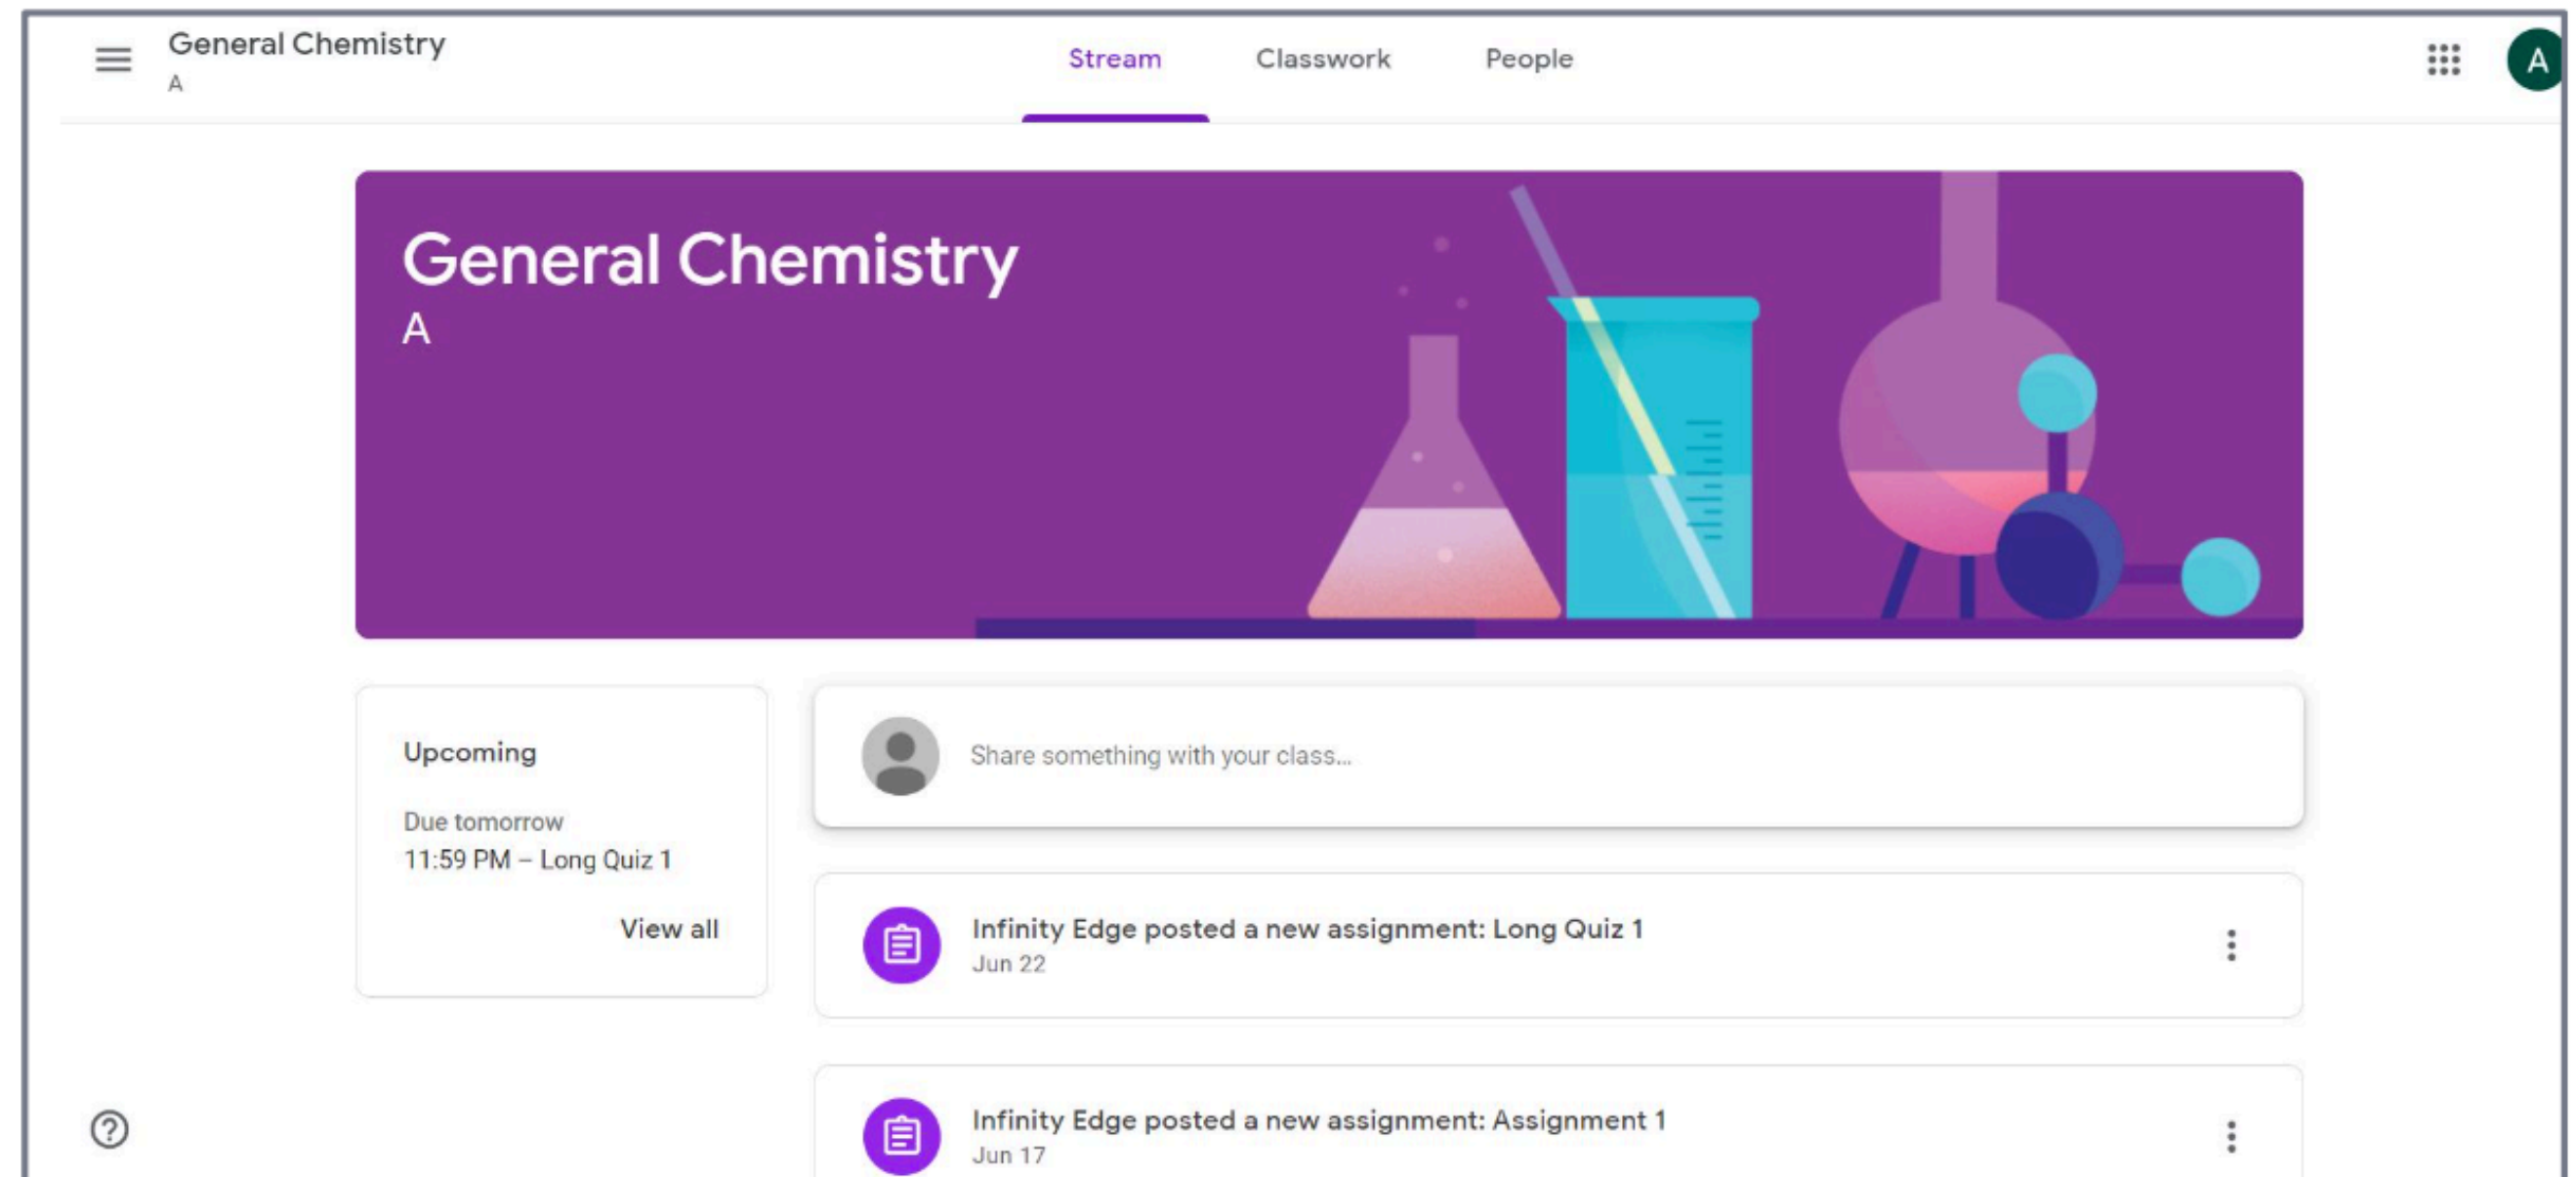 General Chemistry
A
Stream
Classwork
People
A
General Chemistry
A
Upcoming
Due tomorrow
11:59 PM – Long Quiz 1
View all
Share something with your class...
Infinity Edge posted a new assignment: Long Quiz 1
Jun 22
Infinity Edge posted a new assignment: Assignment 1
Jun 17